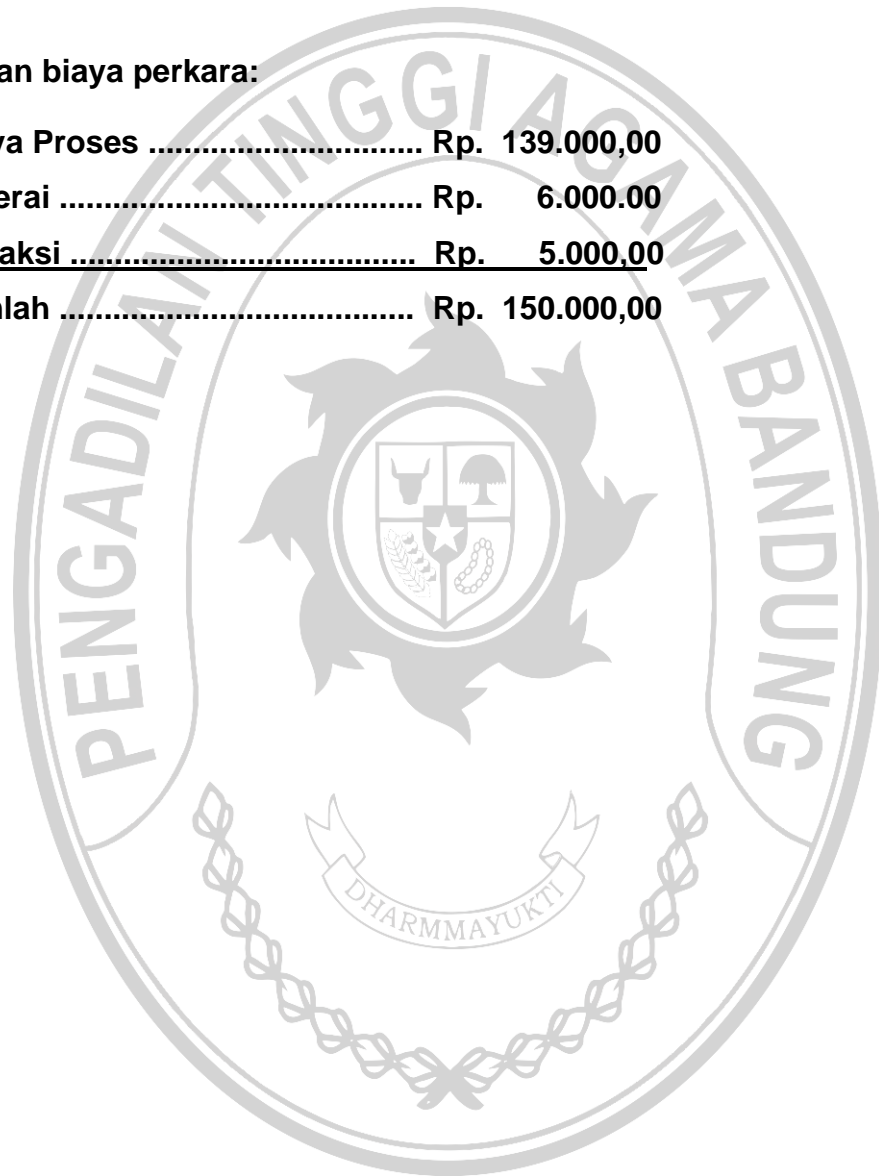 an biaya perkara:
ya Proses ............................... Rp. 139.000,00
erai ......................................... Rp. 6.000.00
aksi ....................................... Rp. 5.000,00
nlah ........................................ Rp. 150.000,00
PENGADILAN TINGGI AGAMA BANDUNG
DHARMMAYUKTI